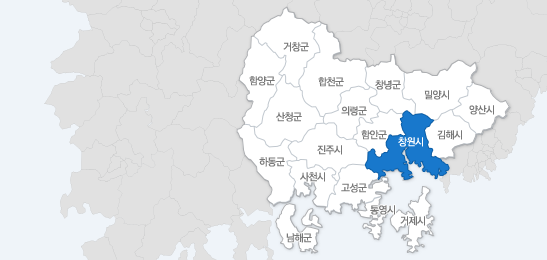 거창군
함양군
합천군
창녕군
밀양시
양산시
산청군
의령군
함안군
창원시
김해시
진주시
하동군
사천시
고성군
통영시
거제시
남해군